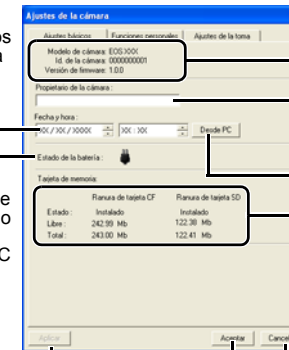 Ajustes de la cámara
os
a
Ajustes básicos Funciones personales Ajustes de la toma
Modelo de cámara: EOS XXXX
Id. de la cámara: 0000000001
Versión de firmware: 1.0.0
Propietario de la cámara :
Fecha y hora :
XX / XX / XXXX XX : XX Desde PC
Estado de la batería :
Tarjeta de memoria:
Ranura de tarjeta CF Ranura de tarjeta SD
Estado : Instalado Instalado
Libre : 242.99 Mb 122.38 Mb
Total : 243.00 Mb 122.41 Mb
e
o
C
Aplicar Aceptar Cancel